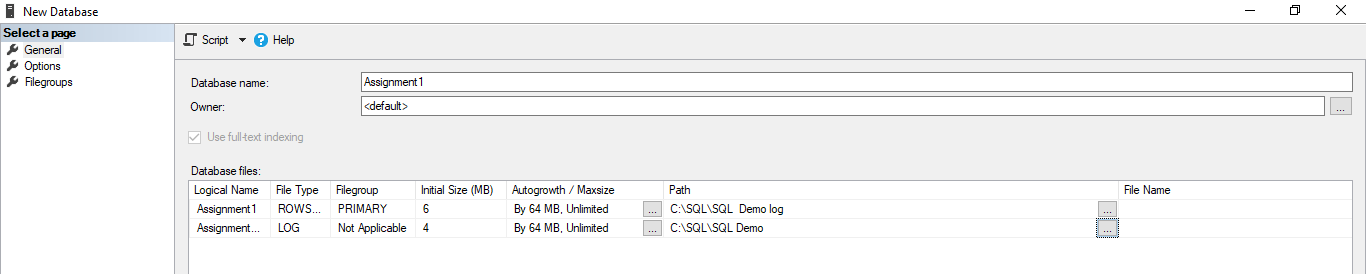 New Database
Select a page
General
Options
Filegroups
Script Help
Database name: Assignment1
Owner: <default> ...
Use full-text indexing
Database files:
Logical Name File Type Filegroup Initial Size (MB) Autogrowth / Maxsize Path File Name
Assignment1 ROWS... PRIMARY 6 By 64 MB, Unlimited ... C:\SQL\SQL  Demo log ...
Assignment... LOG Not Applicable 4 By 64 MB, Unlimited ... C:\SQL\SQL Demo ...